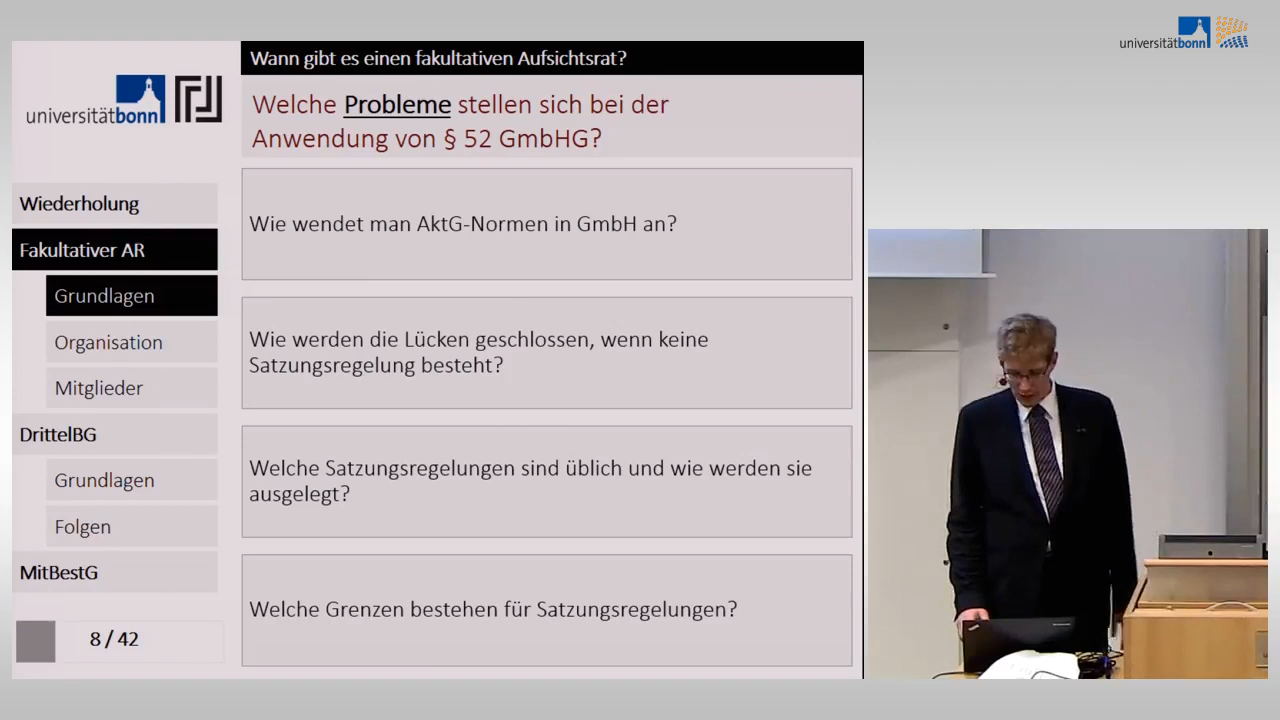 universitätbonn
Wann gibt es einen fakultativen Aufsichtsrat?
universitätbonn
Welche Probleme stellen sich bei der
Anwendung von § 52 GmbHG?
Wiederholung
Fakultativer AR
Grundlagen
Organisation
Mitglieder
DrittelBG
Grundlagen
Folgen
MitBestG
8 / 42
Wie wendet man AktG-Normen in GmbH an?
Wie werden die Lücken geschlossen, wenn keine
Satzungsregelung besteht?
Welche Satzungsregelungen sind üblich und wie werden sie
ausgelegt?
Welche Grenzen bestehen für Satzungsregelungen?